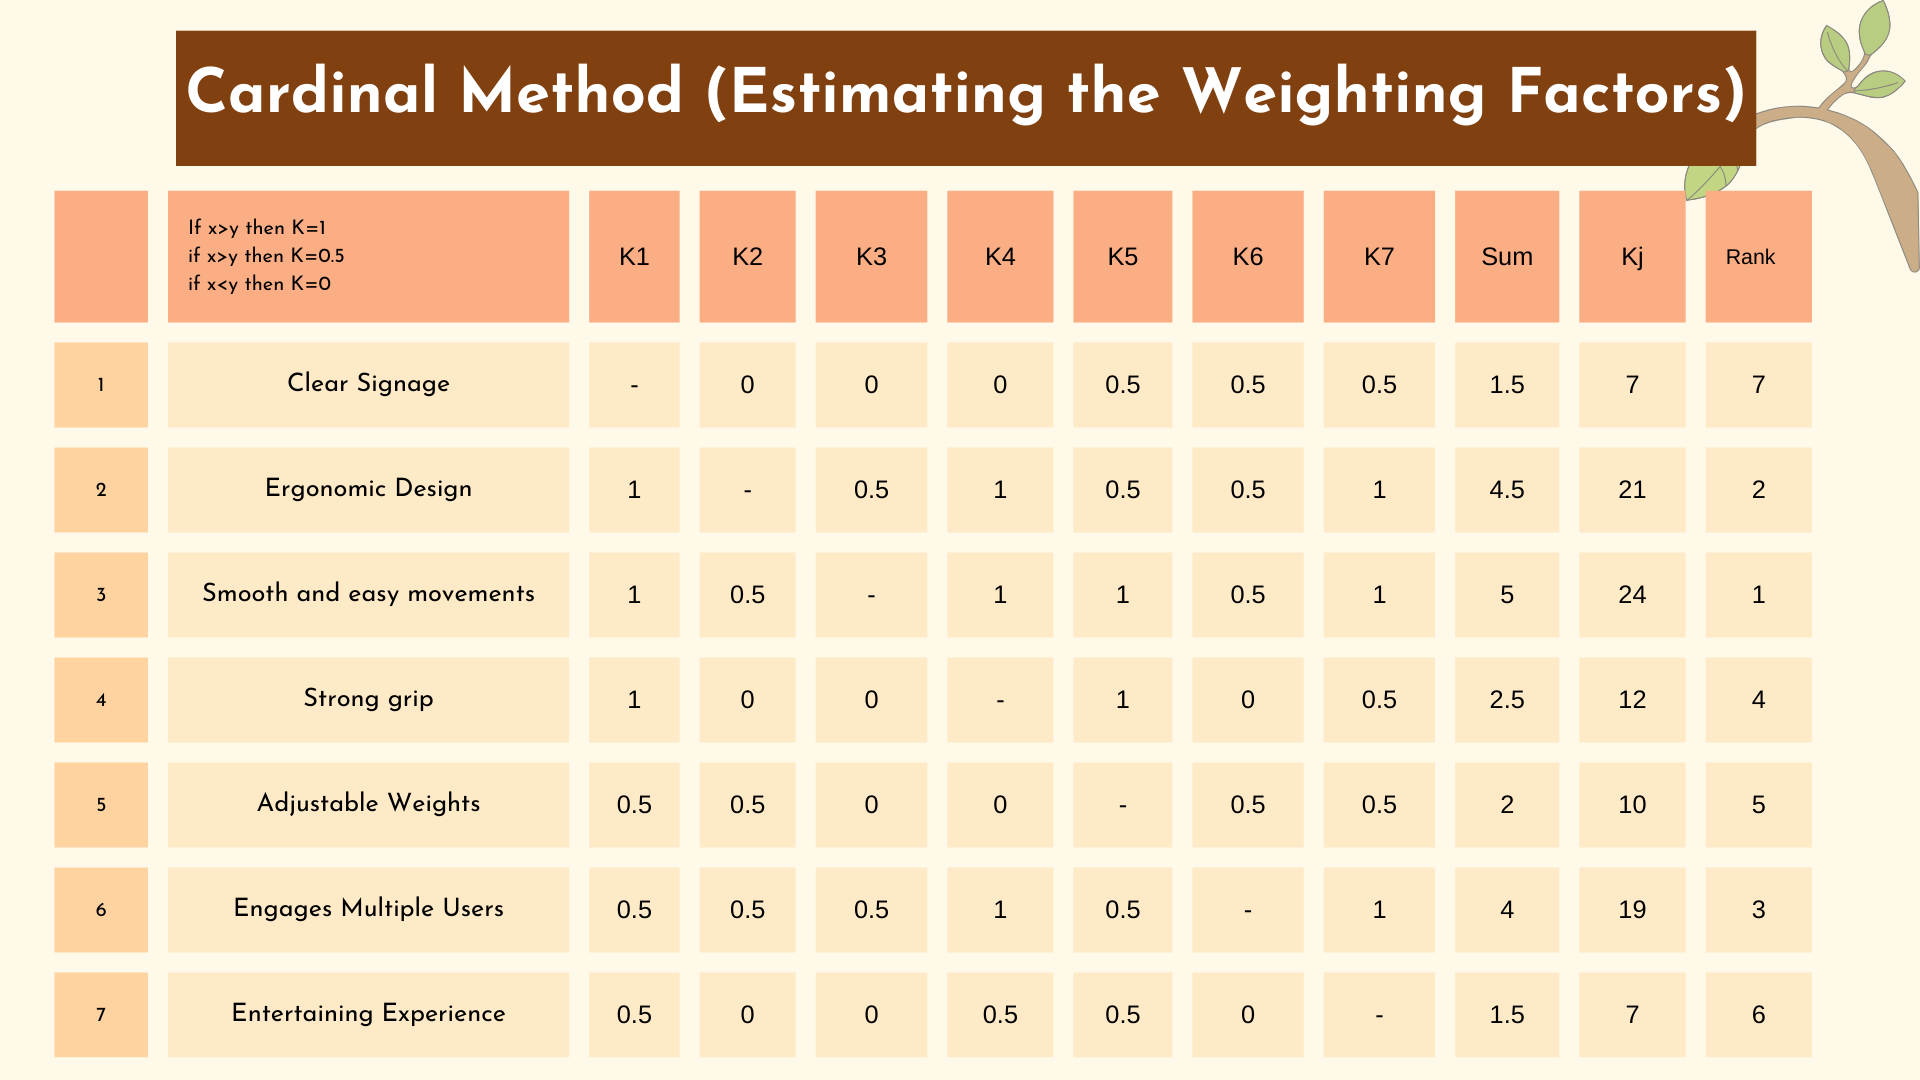 Cardinal Method (Estimating the Weighting Factors)
If x>y then K=1
if x>y then K=0.5
if x<y then K=0
K1 K2 K3 K4 K5 K6 K7 Sum Kj Rank
1 Clear Signage - 0 0 0 0.5 0.5 0.5 1.5 7 7
2 Ergonomic Design 1 - 0.5 1 0.5 0.5 1 4.5 21 2
3 Smooth and easy movements 1 0.5 - 1 1 0.5 1 5 24 1
4 Strong grip 1 0 0 - 1 0 0.5 2.5 12 4
5 Adjustable Weights 0.5 0.5 0 0 - 0.5 0.5 2 10 5
6 Engages Multiple Users 0.5 0.5 0.5 1 0.5 - 1 4 19 3
7 Entertaining Experience 0.5 0 0 0.5 0.5 0 - 1.5 7 6